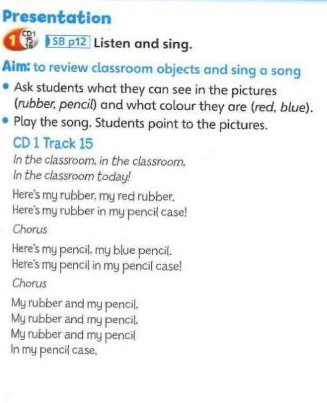 Presentation
1 CD1 15 16 SB p12 Listen and sing.
Aim: to review classroom objects and sing a song
• Ask students what they can see in the pictures
(rubber, pencil) and what colour they are (red, blue).
• Play the song. Students point to the pictures.
CD 1 Track 15
In the classroom, in the classroom,
In the classroom today!
Here's my rubber, my red rubber.
Here's my rubber in my pencil case!
Chorus
Here's my pencil, my blue pencil.
Here's my pencil in my pencil case!
Chorus
My rubber and my pencil,
My rubber and my pencil,
My rubber and my pencil
In my pencil case.